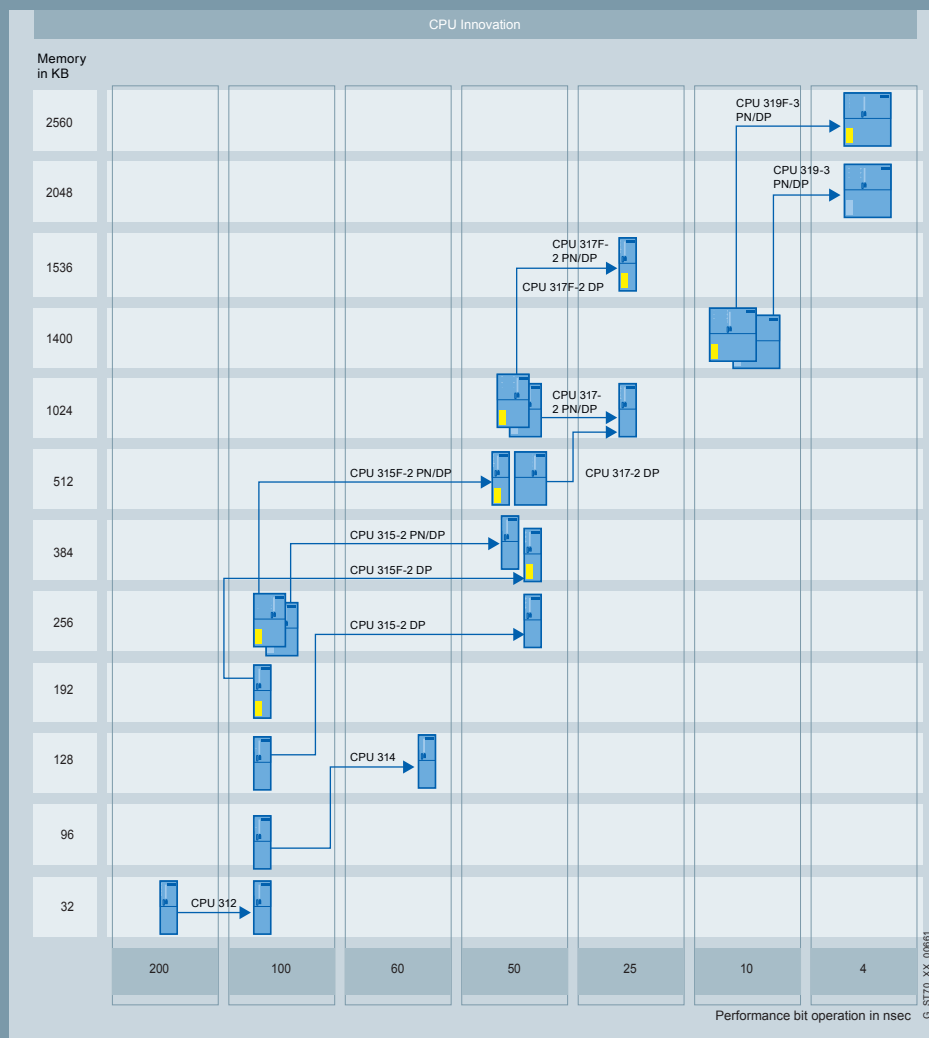 CPU Innovation
Memory
in KB
2560
CPU 319F-3
PN/DP
2048
CPU 319-3
PN/DP
1536
CPU 317F-
2 PN/DP
CPU 317F-2 DP
1400
1024
CPU 317-
2 PN/DP
512
CPU 315F-2 PN/DP
CPU 317-2 DP
384
CPU 315-2 PN/DP
CPU 315F-2 DP
256
CPU 315-2 DP
192
128
CPU 314
96
32
CPU 312
200
100
60
50
25
10
4
Performance bit operation in nsec
G_ST70_XX_00661